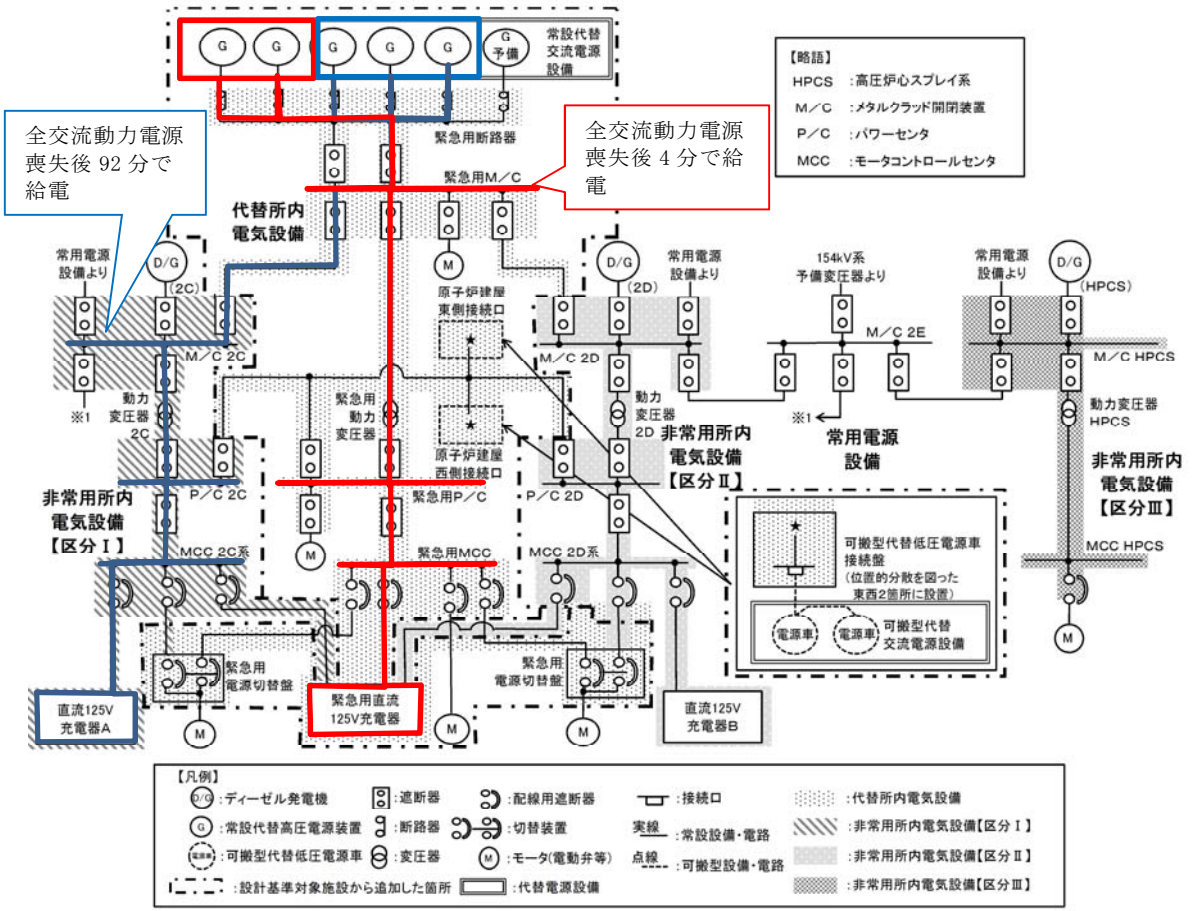 G
G
G
G
G
G
予備
常設代替
交流電源
設備
【略語】
HPCS :高圧炉心スプレイ系
M/C :メタルクラッド開閉装置
P/C :パワーセンタ
MCC :モータコントロールセンタ
全交流動力電源
喪失後 92 分で
給電
全交流動力電源
喪失後 4 分で給
電
緊急用断路器
緊急用M/C
代替所内
電気設備
常用電源
設備より
D/G
(2C)
M
原子炉建屋
東側接続口
★
D/G
(2D)
常用電源
設備より
154kV系
予備変圧器より
常用電源
設備より
D/G
(HPCS)
M/C 2C
M/C 2D
M/C 2E
M/C HPCS
※1
動力
変圧器
2C
緊急用
動力
変圧器
★
原子炉建屋
西側接続口
動力
変圧器
2D
非常用所内
電気設備
【区分Ⅱ】
※1
常用電源
設備
動力変圧器
HPCS
非常用所内
電気設備
【区分Ⅲ】
P/C 2C
緊急用P/C
P/C 2D
非常用所内
電気設備
【区分Ⅰ】
M
MCC 2C系
緊急用MCC
MCC 2D系
MCC HPCS
★
可搬型代替低圧電源車
接続盤
(位置的分散を図った
東西2箇所に設置)
電源車
電源車
可搬型代替
交流電源設備
M
緊急用
電源切替盤
緊急用
電源切替盤
直流125V
充電器A
M
緊急用直流
125V充電器
M
M
直流125V
充電器B
【凡例】
D/G :ディーゼル発電機
:遮断器
:配線用遮断器
:接続口
:代替所内電気設備
G :常設代替高圧電源装置
:断路器
:切替装置
実線 :常設設備・電路
:非常用所内電気設備【区分Ⅰ】
電源車 :可搬型代替低圧電源車
:変圧器
M :モータ(電動弁等)
点線 :可搬型設備・電路
:非常用所内電気設備【区分Ⅱ】
:設計基準対象施設から追加した箇所
:代替電源設備
:非常用所内電気設備【区分Ⅲ】